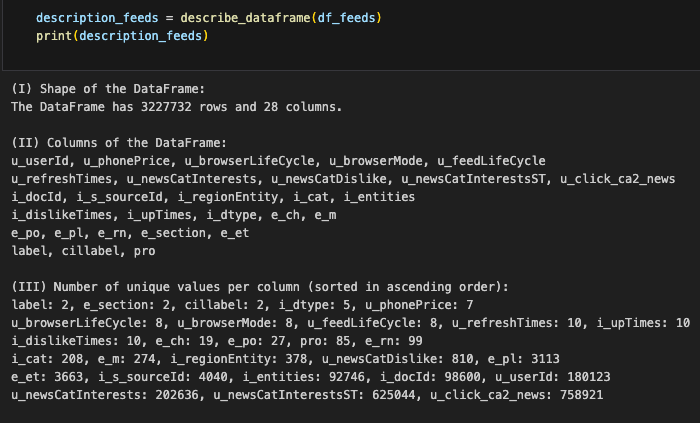 description_feeds = describe_dataframe(df_feeds)
print(description_feeds)
(I) Shape of the DataFrame:
The DataFrame has 3227732 rows and 28 columns.
(II) Columns of the DataFrame:
u_userId, u_phonePrice, u_browserLifeCycle, u_browserMode, u_feedLifeCycle
u_refreshTimes, u_newsCatInterests, u_newsCatDislike, u_newsCatInterestsST, u_click_ca2_news
i_docId, i_s_sourceId, i_regionEntity, i_cat, i_entities
i_dislikeTimes, i_upTimes, i_dtype, e_ch, e_m
e_po, e_pl, e_rn, e_section, e_et
label, cillabel, pro
(III) Number of unique values per column (sorted in ascending order):
label: 2, e_section: 2, cillabel: 2, i_dtype: 5, u_phonePrice: 7
u_browserLifeCycle: 8, u_browserMode: 8, u_feedLifeCycle: 8, u_refreshTimes: 10, i_upTimes: 10
i_dislikeTimes: 10, e_ch: 19, e_po: 27, pro: 85, e_rn: 99
i_cat: 208, e_m: 274, i_regionEntity: 378, u_newsCatDislike: 810, e_pl: 3113
e_et: 3663, i_s_sourceId: 4040, i_entities: 92746, i_docId: 98600, u_userId: 180123
u_newsCatInterests: 202636, u_newsCatInterestsST: 625044, u_click_ca2_news: 758921